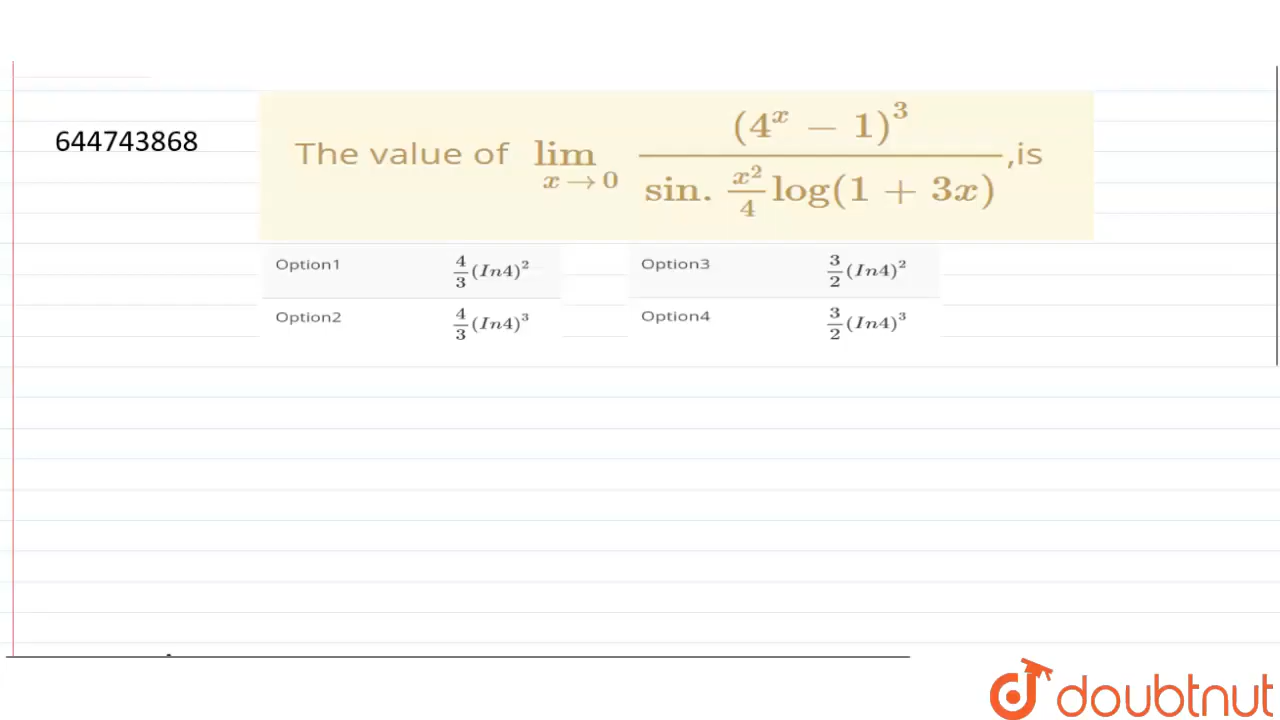 644743868
The value of lim x→0 (4^x − 1)^3 / sin. x^2/4 log(1 + 3x) ,is
Option1 4/3 (In4)^2
Option3 3/2 (In4)^2
Option2 4/3 (In4)^3
Option4 3/2 (In4)^3
doubtnut